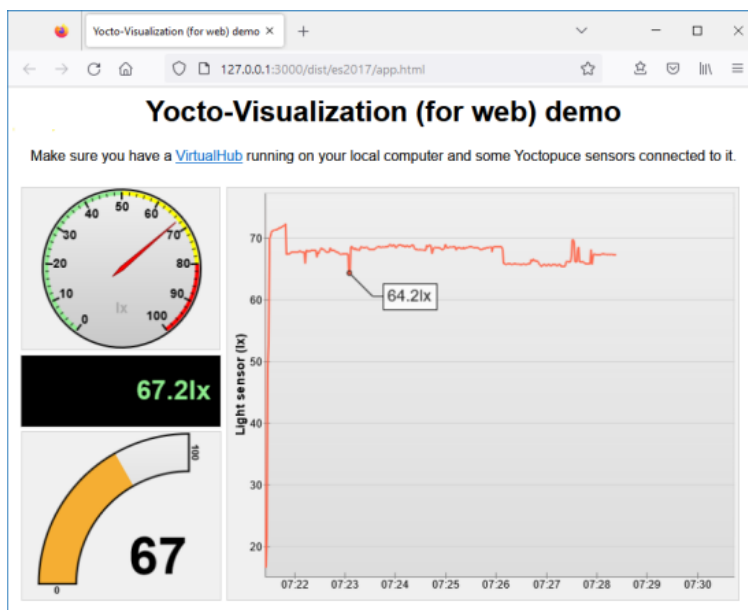 Yocto-Visualization (for web) demo
127.0.0.1:3000/dist/es2017/app.html
Yocto-Visualization (for web) demo
Make sure you have a VirtualHub running on your local computer and some Yoctopuce sensors connected to it.
0
10
20
30
40
50
60
70
80
90
100
lx
67.2lx
0
100
67
Light sensor (lx)
70
60
50
40
30
20
64.2lx
07:22 07:23 07:24 07:25 07:26 07:27 07:28 07:29 07:30